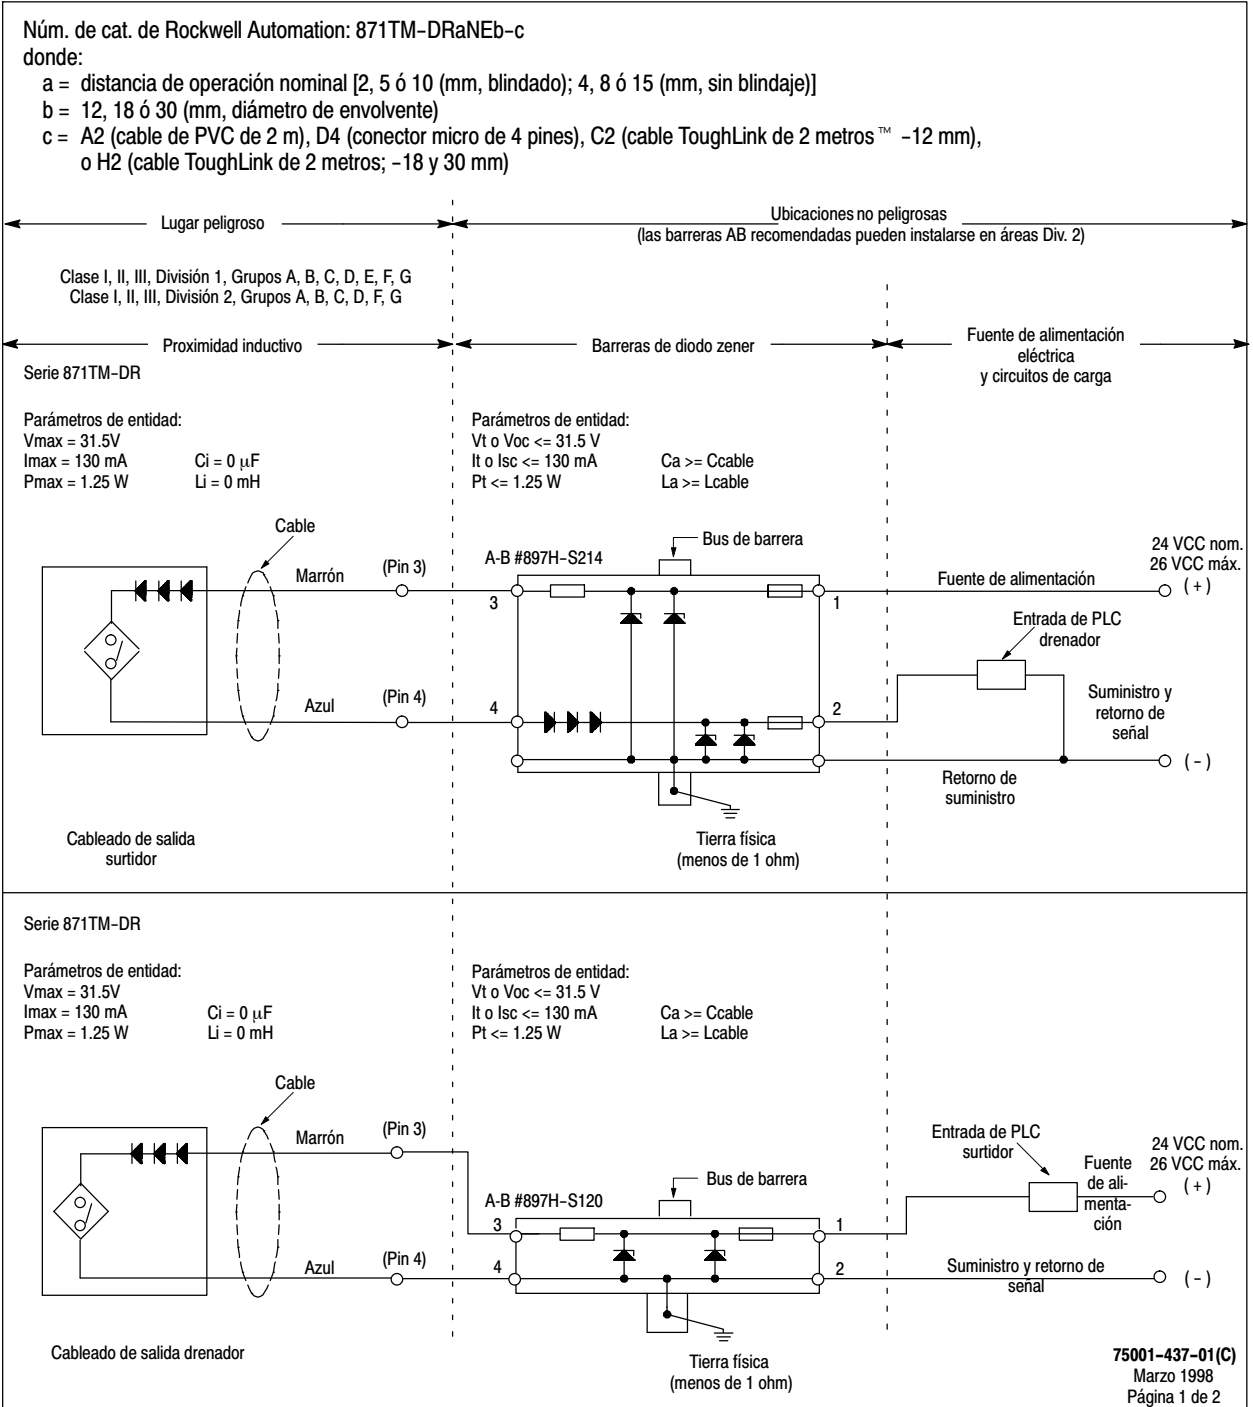 Núm. de cat. de Rockwell Automation: 871TM-DRaNEb-c
donde:
a = distancia de operación nominal [2, 5 ó 10 (mm, blindado); 4, 8 ó 15 (mm, sin blindaje)]
b = 12, 18 ó 30 (mm, diámetro de envolvente)
c = A2 (cable de PVC de 2 m), D4 (conector micro de 4 pines), C2 (cable ToughLink de 2 metros™ -12 mm),
o H2 (cable ToughLink de 2 metros; -18 y 30 mm)
Lugar peligroso
Ubicaciones no peligrosas
(las barreras AB recomendadas pueden instalarse en áreas Div. 2)
Clase I, II, III, División 1, Grupos A, B, C, D, E, F, G
Clase I, II, III, División 2, Grupos A, B, C, D, F, G
Proximidad inductivo
Barreras de diodo zener
Fuente de alimentación
eléctrica
y circuitos de carga
Serie 871TM-DR
Parámetros de entidad:
Vmax = 31.5V
Imax = 130 mA Ci = 0 µF
Pmax = 1.25 W Li = 0 mH
Parámetros de entidad:
Vt o Voc <= 31.5 V
It o Isc <= 130 mA Ca >= Ccable
Pt <= 1.25 W La >= Lcable
Cable
Marrón
(Pin 3)
Azul
(Pin 4)
A-B #897H-S214
Bus de barrera
3
1
4
2
Fuente de alimentación
24 VCC nom.
26 VCC máx.
(+)
Entrada de PLC
drenador
Suministro y
retorno de
señal
(-)
Retorno de
suministro
Tierra física
(menos de 1 ohm)
Cableado de salida
surtidor
Serie 871TM-DR
Parámetros de entidad:
Vmax = 31.5V
Imax = 130 mA Ci = 0 µF
Pmax = 1.25 W Li = 0 mH
Parámetros de entidad:
Vt o Voc <= 31.5 V
It o Isc <= 130 mA Ca >= Ccable
Pt <= 1.25 W La >= Lcable
Cable
Marrón
(Pin 3)
Azul
(Pin 4)
A-B #897H-S120
Bus de barrera
3
1
4
2
Entrada de PLC
surtidor
Fuente
de ali-
menta-
ción
24 VCC nom.
26 VCC máx.
(+)
Suministro y retorno de
señal
(-)
Tierra física
(menos de 1 ohm)
Cableado de salida drenador
75001-437-01(C)
Marzo 1998
Página 1 de 2